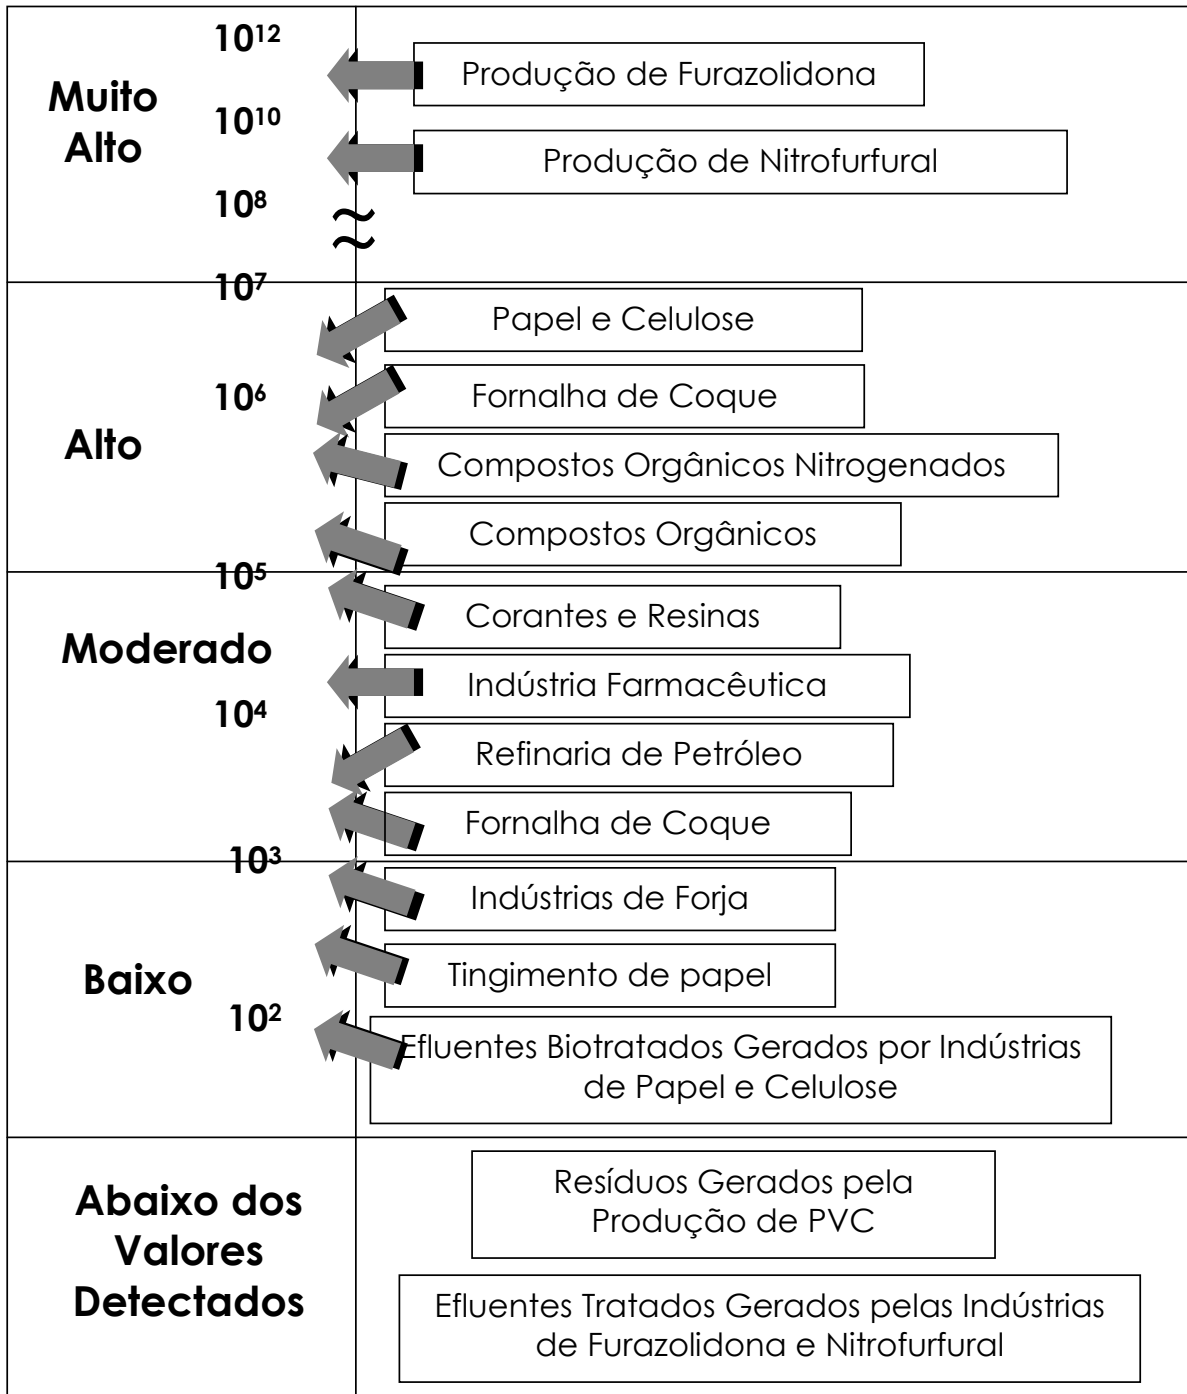 10¹²
Produção de Furazolidona
Muito
Alto
10¹⁰
Produção de Nitrofurfural
10⁸
≈
10⁷
Papel e Celulose
10⁶
Fornalha de Coque
Alto
Compostos Orgânicos Nitrogenados
Compostos Orgânicos
10⁵
Corantes e Resinas
Moderado
Indústria Farmacêutica
10⁴
Refinaria de Petróleo
Fornalha de Coque
10³
Indústrias de Forja
Baixo
Tingimento de papel
10²
Efluentes Biotratados Gerados por Indústrias
de Papel e Celulose
Abaixo dos
Valores
Detectados
Resíduos Gerados pela
Produção de PVC
Efluentes Tratados Gerados pelas Indústrias
de Furazolidona e Nitrofurfural